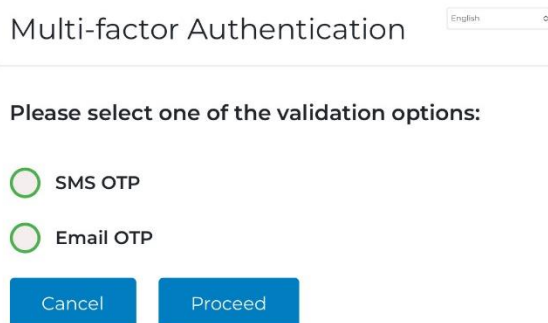 Multi-factor Authentication
English
Please select one of the validation options:
SMS OTP
Email OTP
Cancel
Proceed